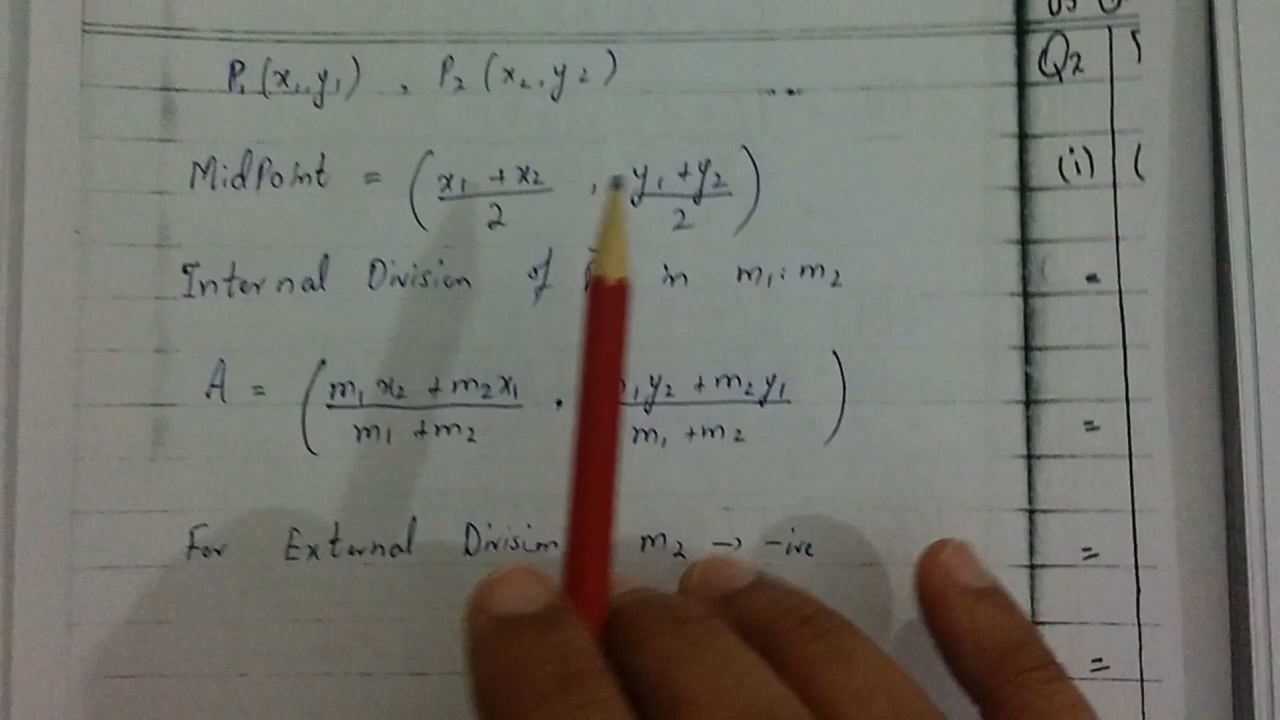 P₁(x₁,y₁) , P₂(x₂,y₂)
MidPoint = (x₁+x₂/2 , y₁+y₂/2)
Internal Division of in m₁:m₂
A = (m₁x₂+m₂x₁/m₁+m₂ , ₁y₂+m₂y₁/m₁+m₂)
For External Division m₂ → -ive
Q2
(i) (
=
=
=
=